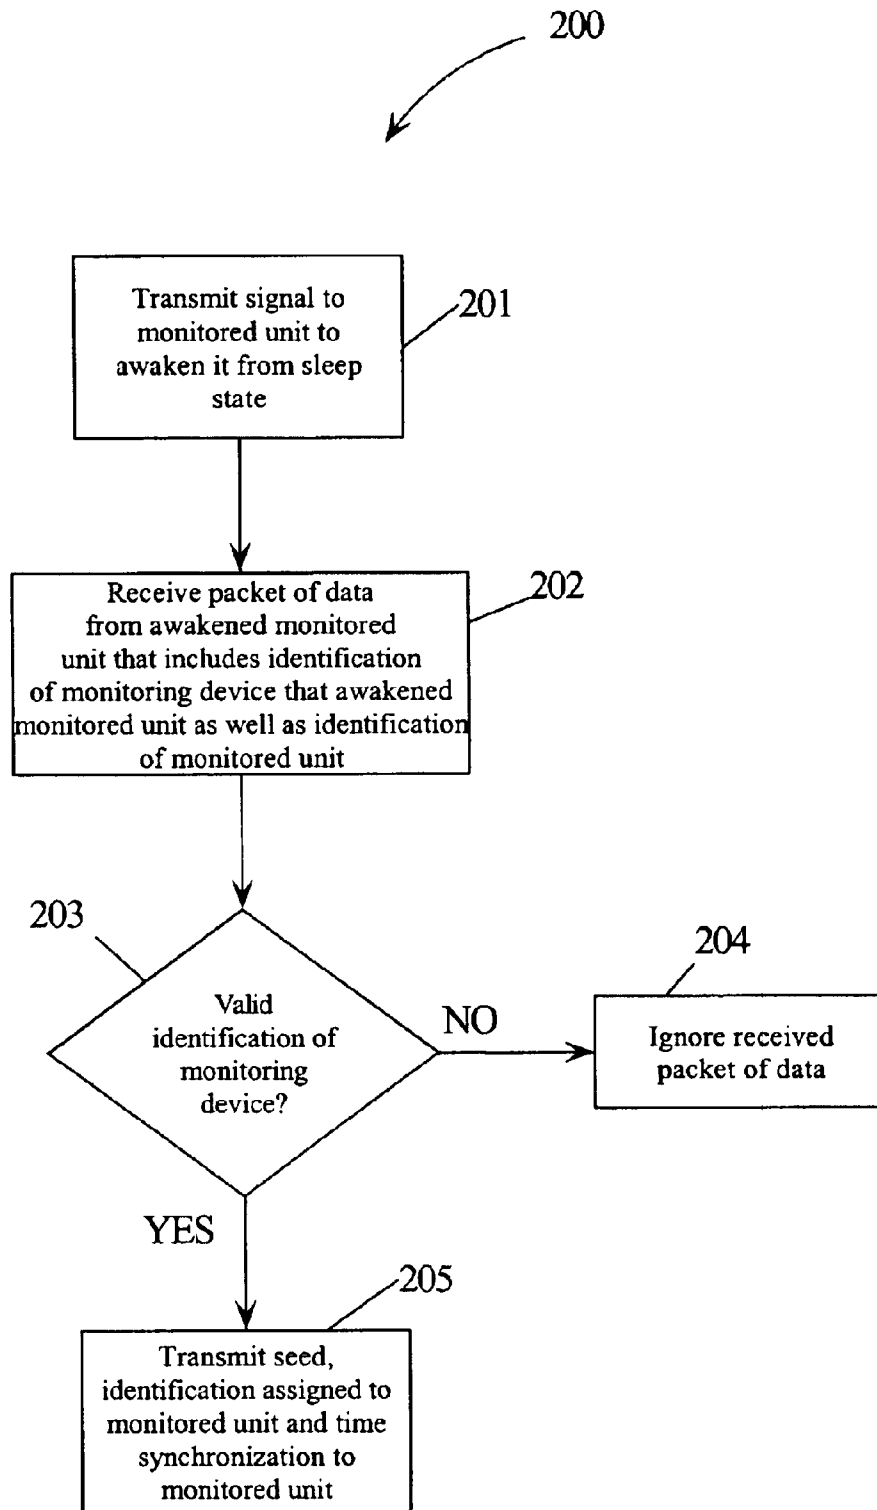 200
Transmit signal to
monitored unit to
awaken it from sleep
state
201
Receive packet of data
from awakened monitored
unit that includes identification
of monitoring device that awakened
monitored unit as well as identification
of monitored unit
202
203
Valid
identification of
monitoring
device?
NO
204
Ignore received
packet of data
YES
205
Transmit seed,
identification assigned to
monitored unit and time
synchronization to
monitored unit